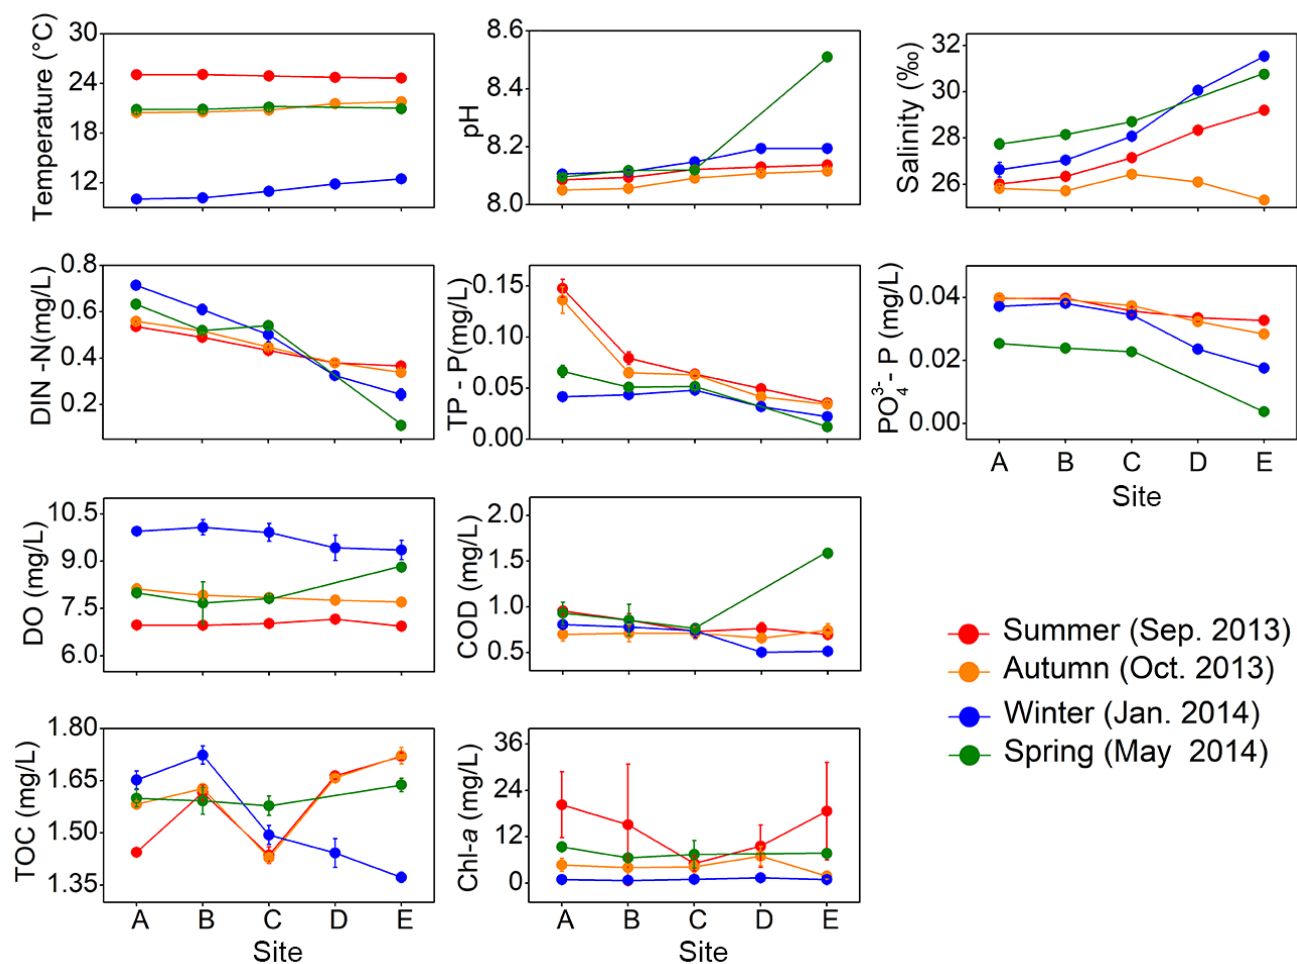 Temperature (°C)
30
24
18
12
pH
8.6
8.4
8.2
8.0
Salinity (‰)
32
30
28
26
DIN -N(mg/L)
0.8
0.6
0.4
0.2
TP - P(mg/L)
0.15
0.10
0.05
0.00
PO₄³⁻- P (mg/L)
0.04
0.02
0.00
A B C D E
Site
DO (mg/L)
10.5
9.0
7.5
6.0
COD (mg/L)
2.0
1.5
1.0
0.5
Summer (Sep. 2013)
Autumn (Oct. 2013)
Winter (Jan. 2014)
Spring (May 2014)
TOC (mg/L)
1.80
1.65
1.50
1.35
A B C D E
Site
Chl-a (mg/L)
36
24
12
0
A B C D E
Site